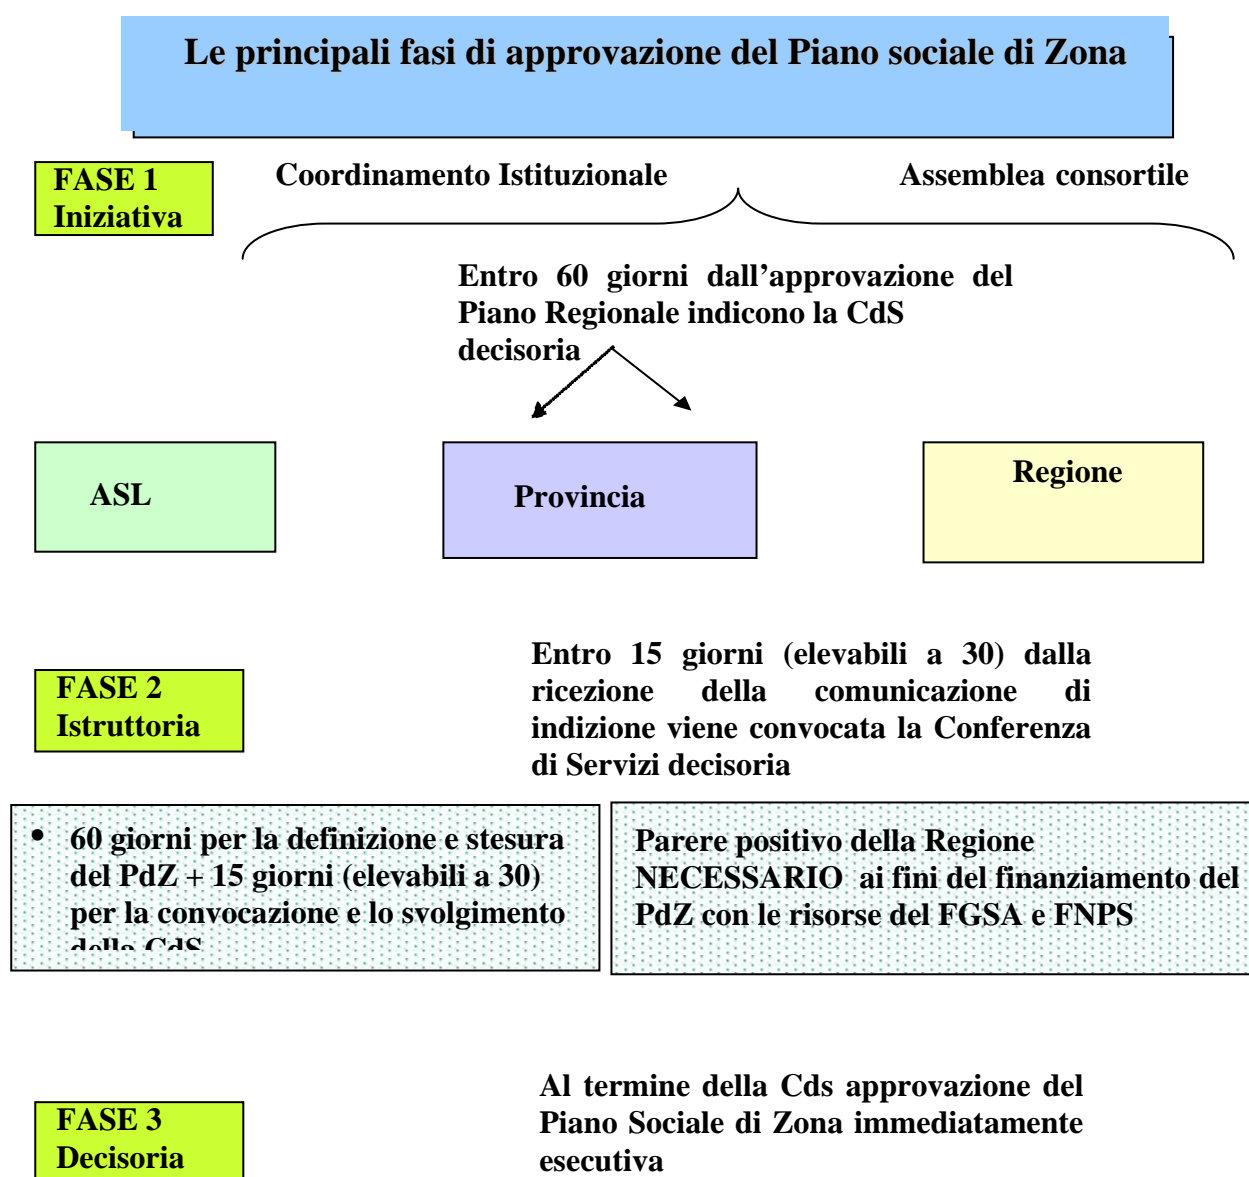 Le principali fasi di approvazione del Piano sociale di Zona
FASE 1
Iniziativa
Coordinamento Istituzionale
Assemblea consortile
Entro 60 giorni dall'approvazione del
Piano Regionale indicono la CdS
decisoria
ASL
Provincia
Regione
FASE 2
Istruttoria
Entro 15 giorni (elevabili a 30) dalla
ricezione della comunicazione di
indizione viene convocata la Conferenza
di Servizi decisoria
• 60 giorni per la definizione e stesura
del PdZ + 15 giorni (elevabili a 30)
per la convocazione e lo svolgimento
della CdS
Parere positivo della Regione
NECESSARIO ai fini del finanziamento del
PdZ con le risorse del FGSA e FNPS
FASE 3
Decisoria
Al termine della Cds approvazione del
Piano Sociale di Zona immediatamente
esecutiva